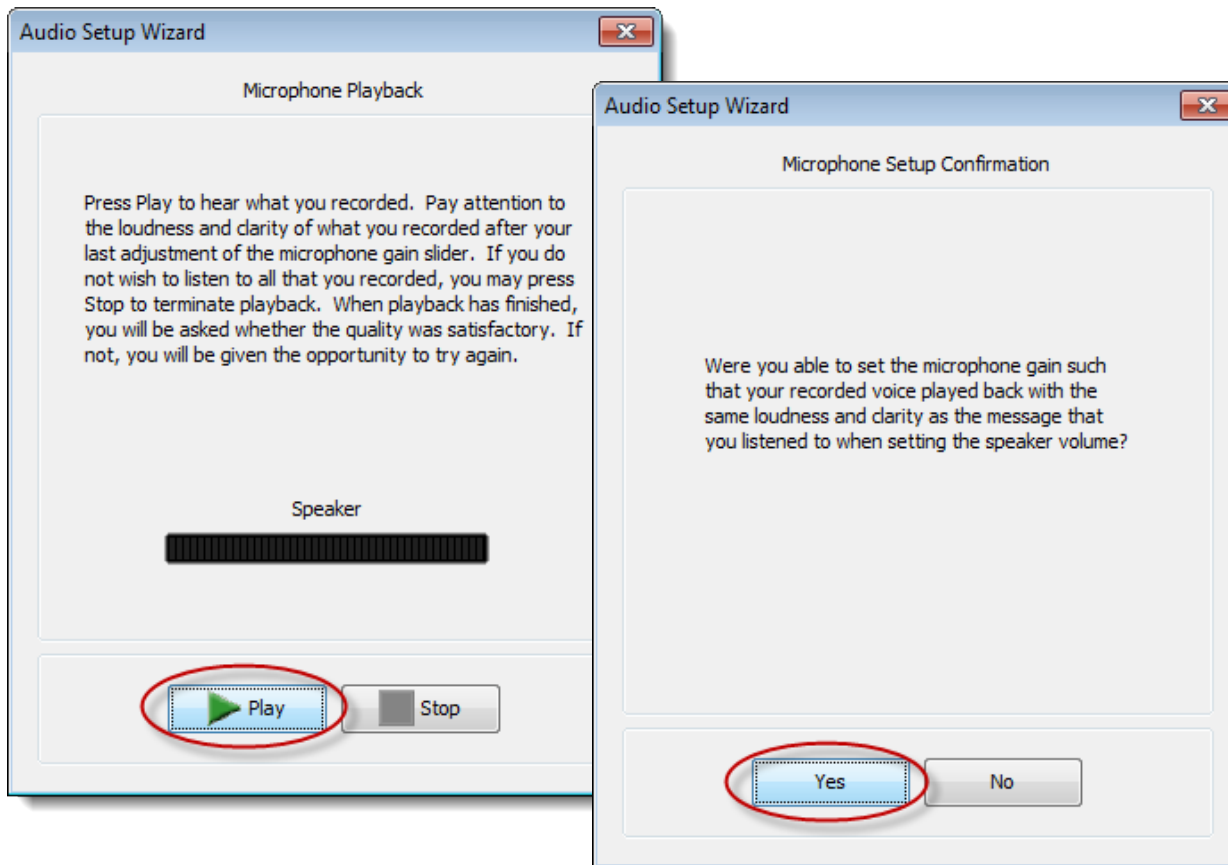 Audio Setup Wizard
Microphone Playback
Press Play to hear what you recorded. Pay attention to
the loudness and clarity of what you recorded after your
last adjustment of the microphone gain slider. If you do
not wish to listen to all that you recorded, you may press
Stop to terminate playback. When playback has finished,
you will be asked whether the quality was satisfactory. If
not, you will be given the opportunity to try again.
Speaker
Play
Stop
Audio Setup Wizard
Microphone Setup Confirmation
Were you able to set the microphone gain such
that your recorded voice played back with the
same loudness and clarity as the message that
you listened to when setting the speaker volume?
Yes
No